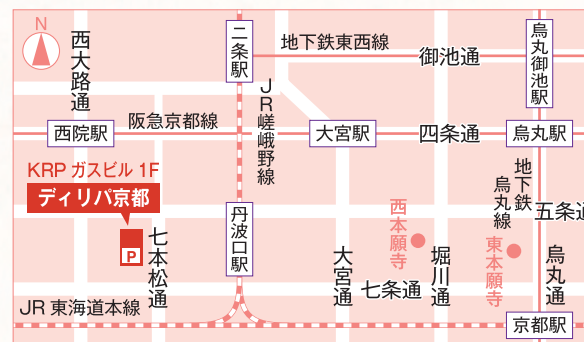 N
西大路通
二条駅
地下鉄東西線
御池通
烏丸御池駅
JR嵯峨野線
西院駅
阪急京都線
大宮駅
四条通
烏丸駅
KRP ガスビル 1F
ディリパ京都
P
七本松通
丹波口駅
地下鉄
烏丸線
五条通
西本願寺
東本願寺
大宮通
七条通
堀川通
烏丸通
JR 東海道本線
京都駅